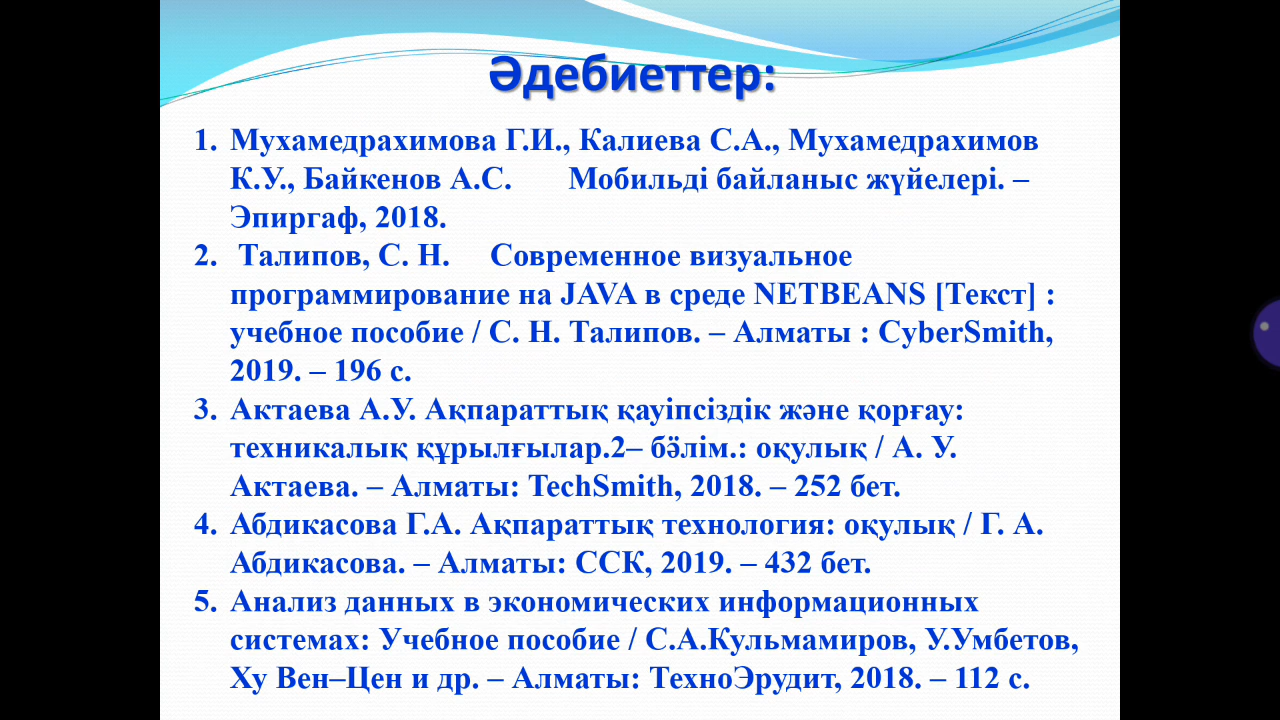 Әдебиеттер:
1. Мухамедрахимова Г.И., Калиева С.А., Мухамедрахимов
К.У., Байкенов А.С. Мобильді байланыс жүйелері. –
Эпиргаф, 2018.
2. Талипов, С. Н. Современное визуальное
программирование на JAVA в среде NETBEANS [Текст] :
учебное пособие / С. Н. Талипов. – Алматы : CyberSmith,
2019. – 196 с.
3. Актаева А.У. Ақпараттық қауіпсіздік және қорғау:
техникалық құрылғылар.2– бӛлім.: оқулық / А. У.
Актаева. – Алматы: TechSmith, 2018. – 252 бет.
4. Абдикасова Г.А. Ақпараттық технология: оқулық / Г. А.
Абдикасова. – Алматы: ССК, 2019. – 432 бет.
5. Анализ данных в экономических информационных
системах: Учебное пособие / С.А.Кульмамиров, У.Умбетов,
Ху Вен–Цен и др. – Алматы: ТехноЭрудит, 2018. – 112 с.